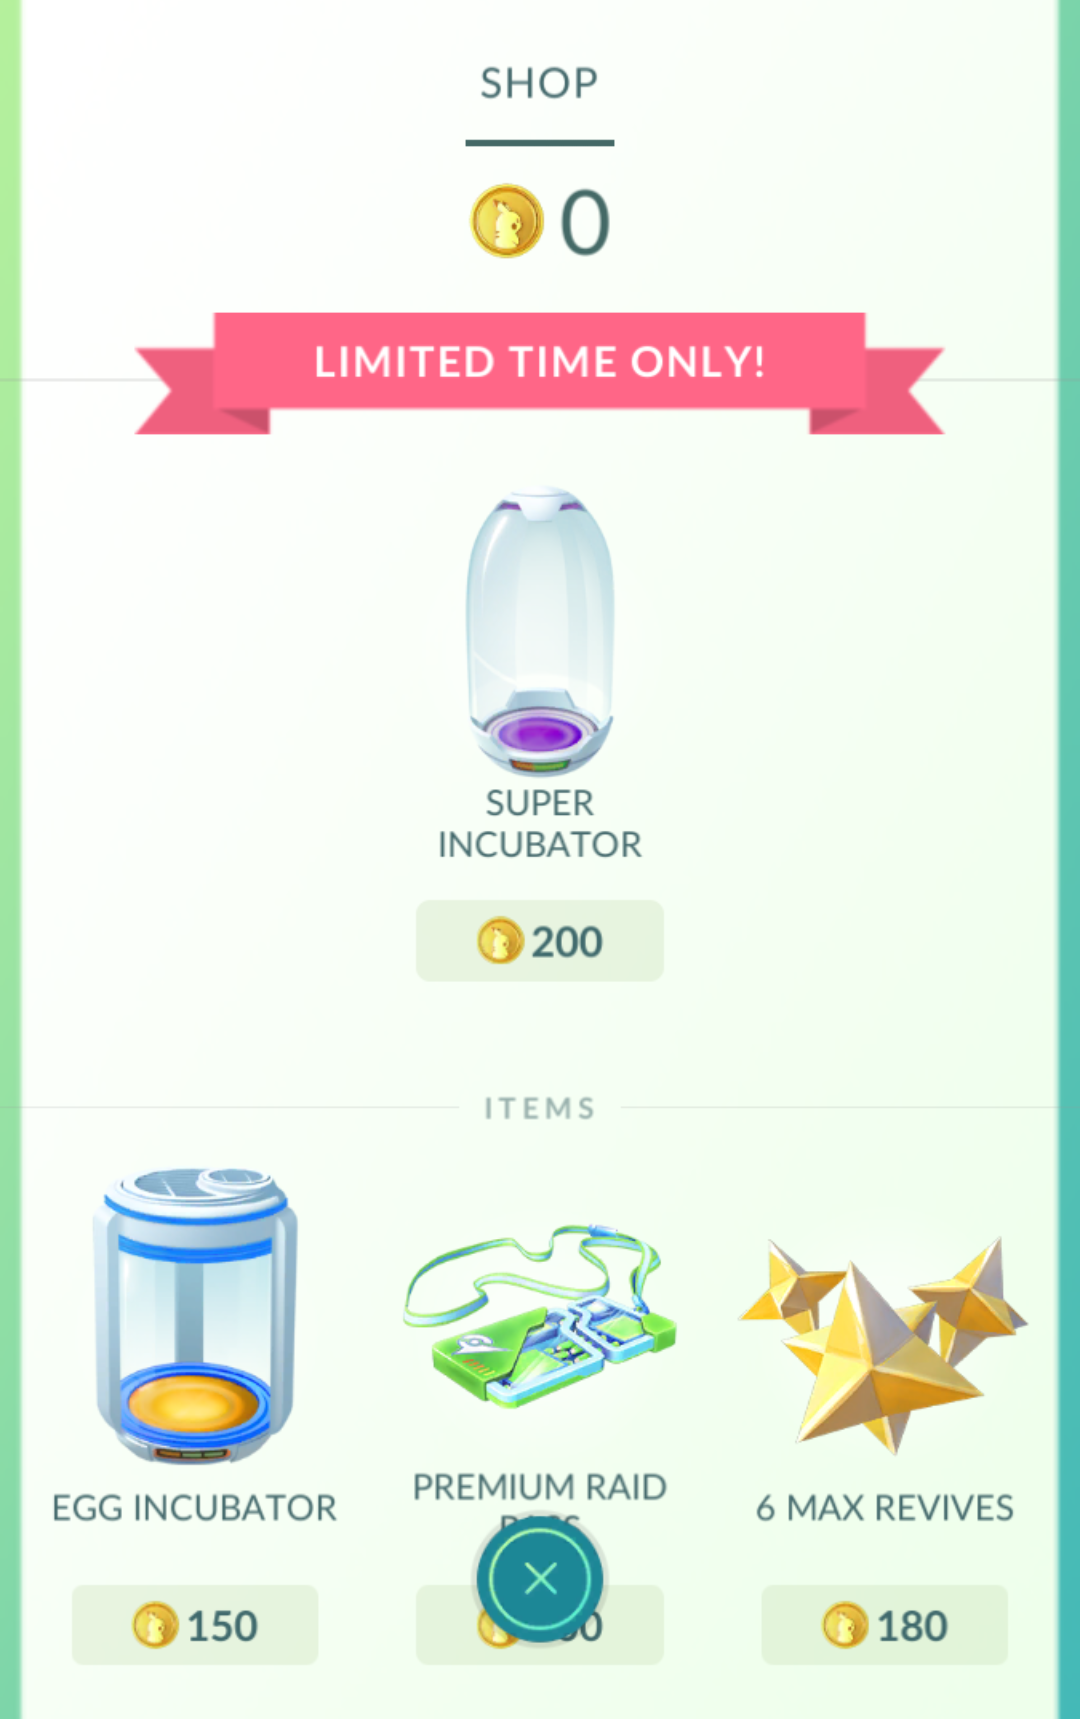 SHOP
0
LIMITED TIME ONLY!
SUPER
INCUBATOR
200
ITEMS
EGG INCUBATOR
PREMIUM RAID
6 MAX REVIVES
150
180